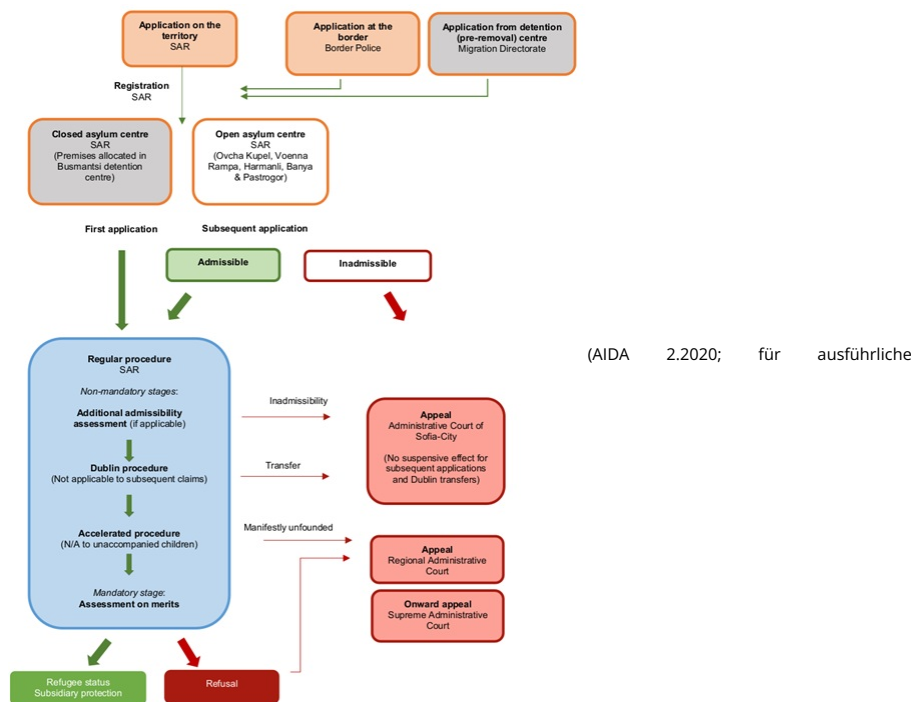 Application on the
territory
SAR
Application at the
border
Border Police
Application from detention
(pre-removal) centre
Migration Directorate
Registration
SAR
Closed asylum centre
SAR
(Premises allocated in
Busmantsi detention
centre)
Open asylum centre
SAR
(Ovcha Kupel, Voenna
Rampa, Harmanli, Banya
& Pastrogor)
First application
Subsequent application
Admissible
Inadmissible
Regular procedure
SAR
Non-mandatory stages:
Additional admissibility
assessment (if applicable)
Dublin procedure
(Not applicable to subsequent claims)
Accelerated procedure
(N/A to unaccompanied children)
Mandatory stage:
Assessment on merits
Inadmissibility
Transfer
Manifestly unfounded
Appeal
Administrative Court of
Sofia-City
(No suspensive effect for
subsequent applications
and Dublin transfers)
Appeal
Regional Administrative
Court
Onward appeal
Supreme Administrative
Court
Refugee status
Subsidiary protection
Refusal
(AIDA 2.2020; für ausführliche